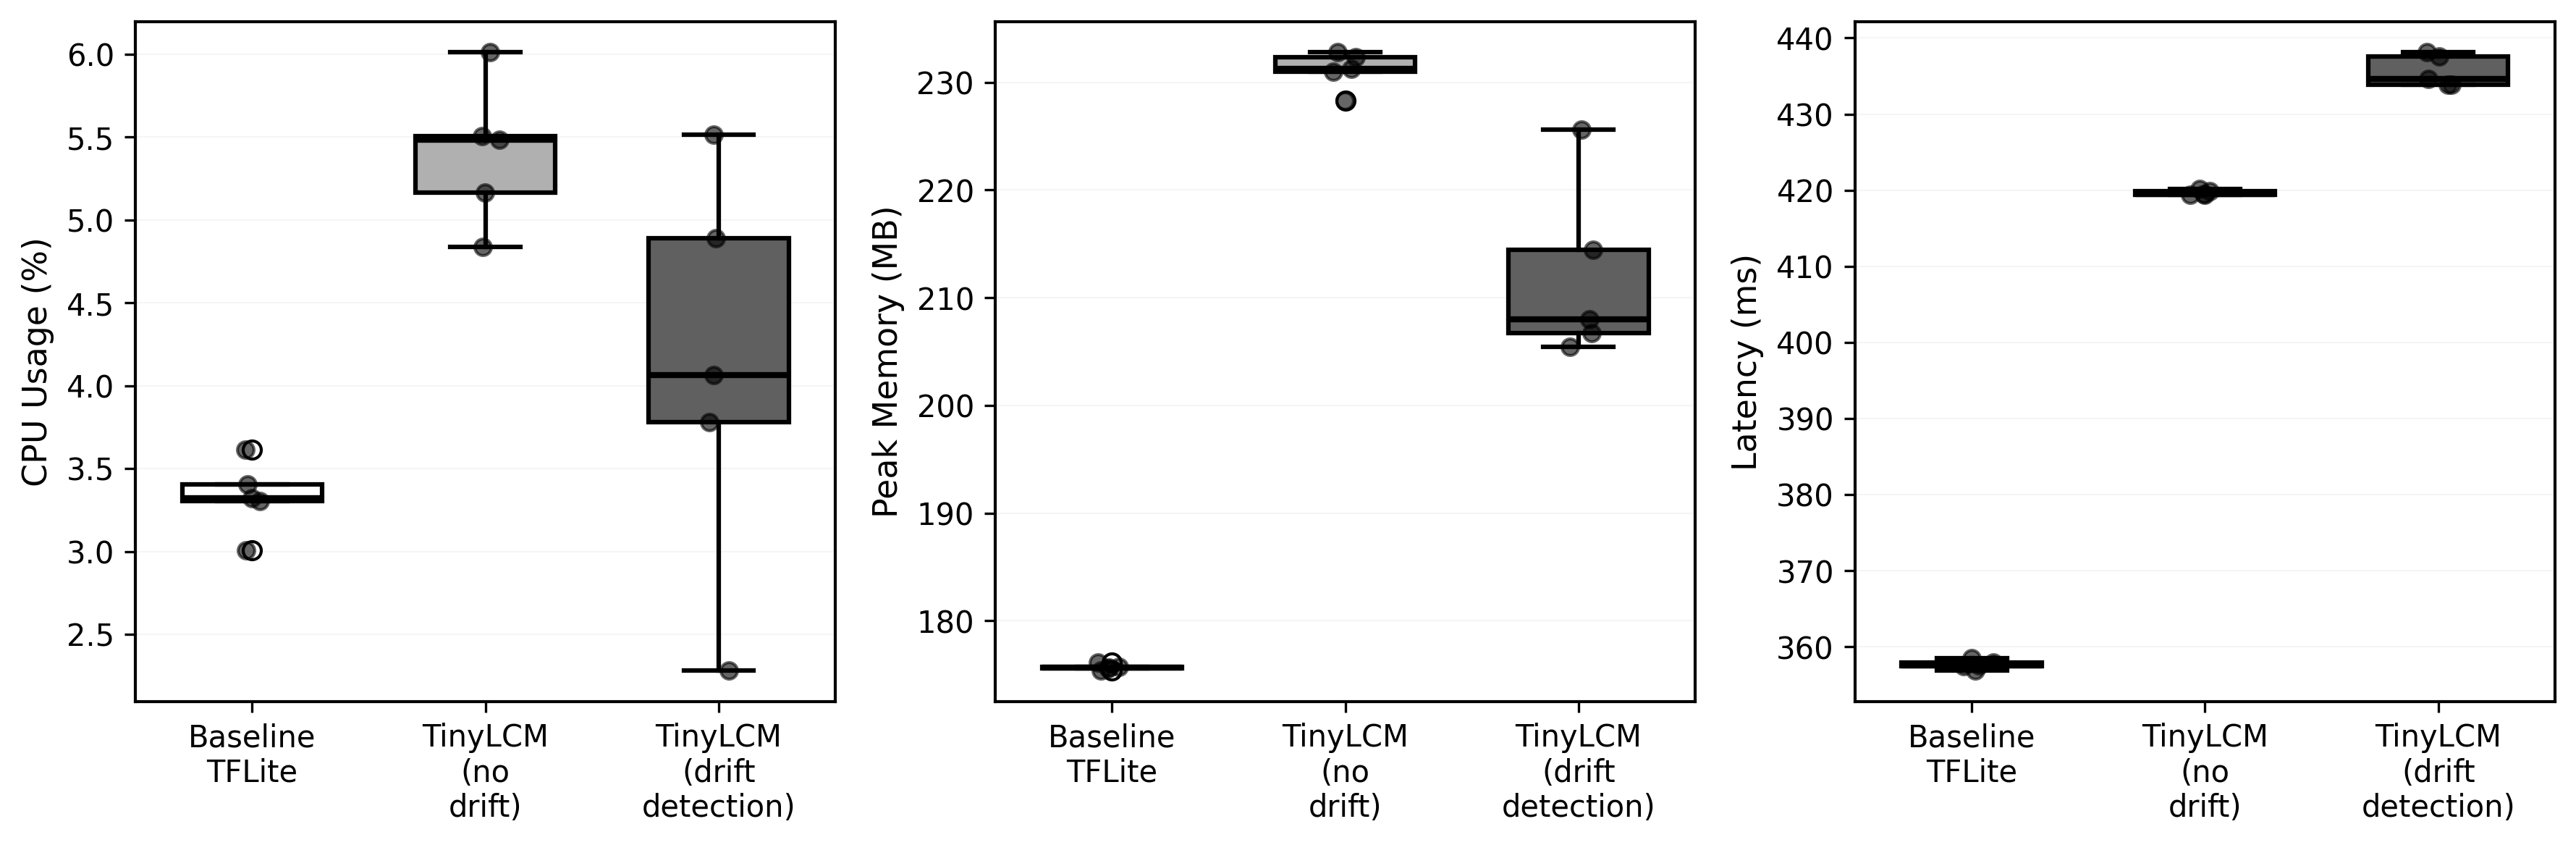 CPU Usage (%)
6.0
5.5
5.0
4.5
4.0
3.5
3.0
2.5
Baseline
TFLite
TinyLCM
(no
drift)
TinyLCM
(drift
detection)
Peak Memory (MB)
230
220
210
200
190
180
Baseline
TFLite
TinyLCM
(no
drift)
TinyLCM
(drift
detection)
Latency (ms)
440
430
420
410
400
390
380
370
360
Baseline
TFLite
TinyLCM
(no
drift)
TinyLCM
(drift
detection)